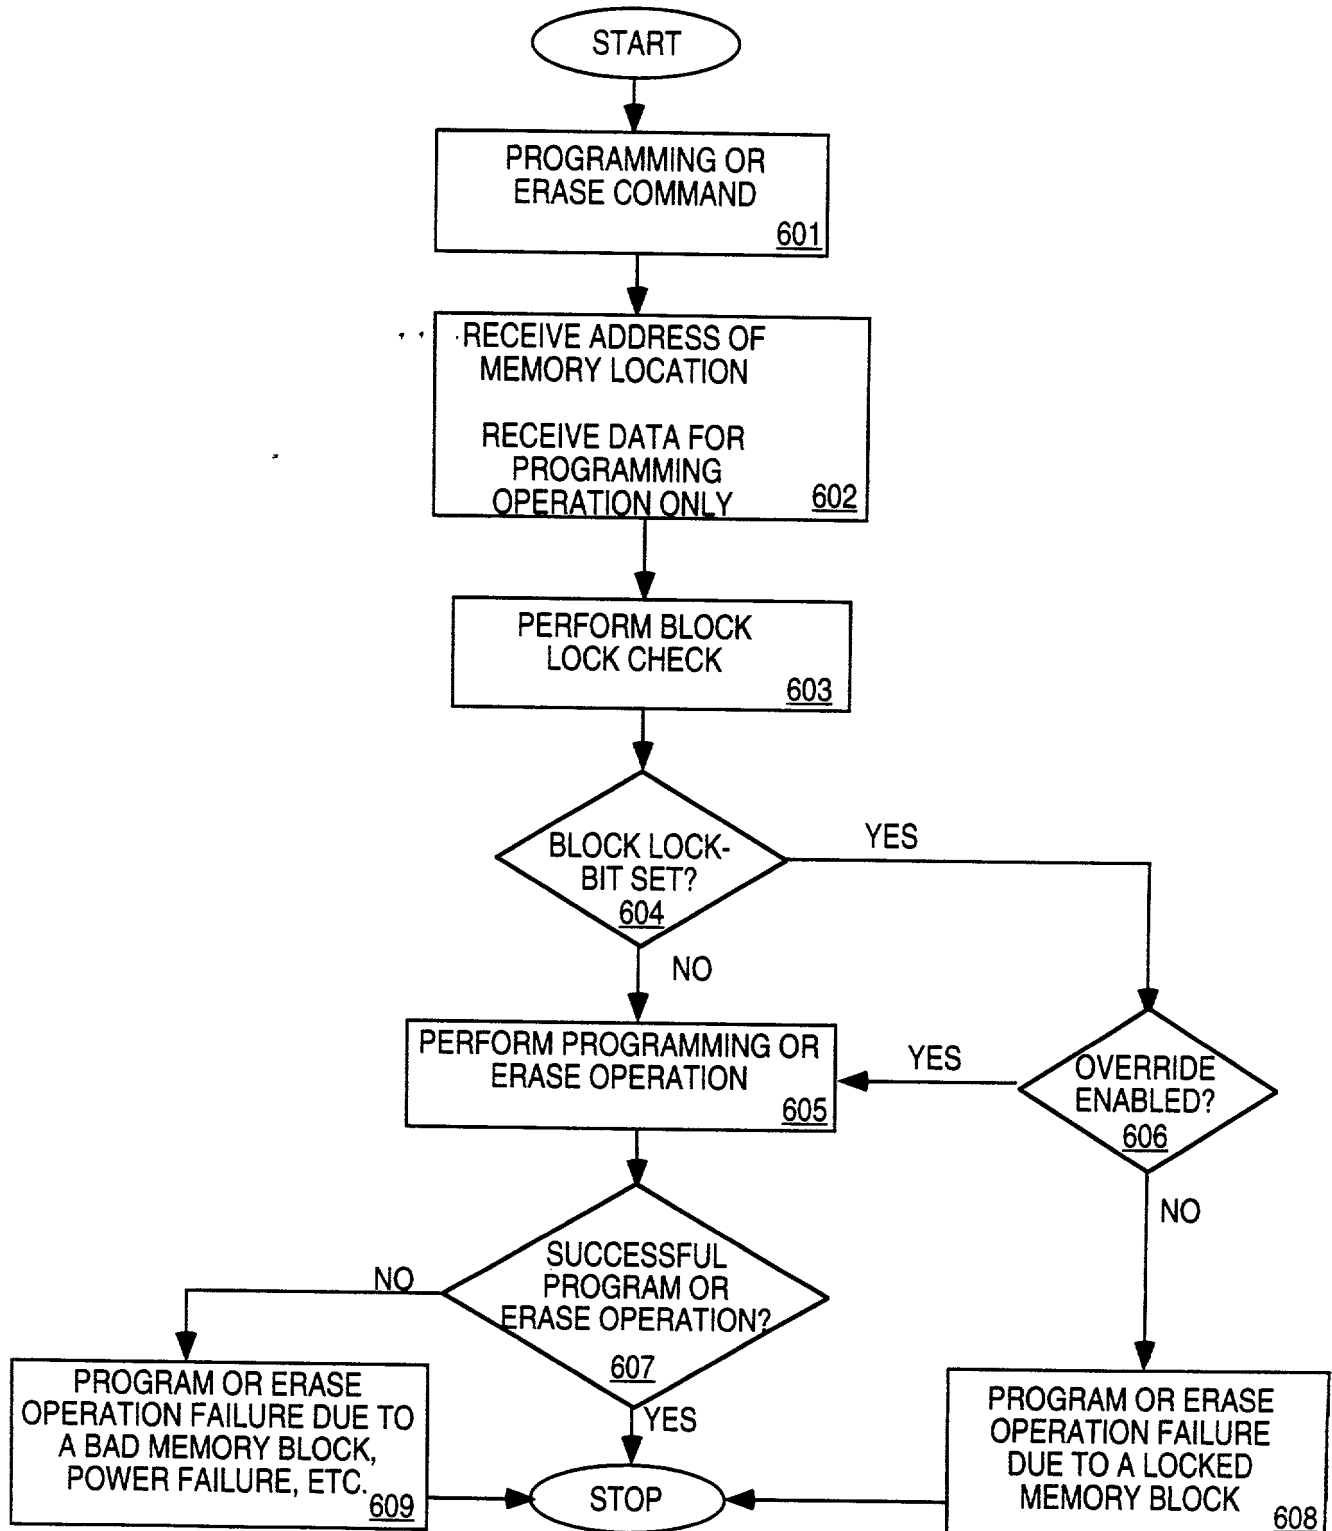 START
PROGRAMMING OR
ERASE COMMAND
601
RECEIVE ADDRESS OF
MEMORY LOCATION
RECEIVE DATA FOR
PROGRAMMING
OPERATION ONLY
602
PERFORM BLOCK
LOCK CHECK
603
BLOCK LOCK-
BIT SET?
604
YES
NO
PERFORM PROGRAMMING OR
ERASE OPERATION
605
YES
OVERRIDE
ENABLED?
606
NO
SUCCESSFUL
PROGRAM OR
ERASE OPERATION?
607
NO
YES
PROGRAM OR ERASE
OPERATION FAILURE DUE TO
A BAD MEMORY BLOCK,
POWER FAILURE, ETC.
609
STOP
PROGRAM OR ERASE
OPERATION FAILURE
DUE TO A LOCKED
MEMORY BLOCK
608